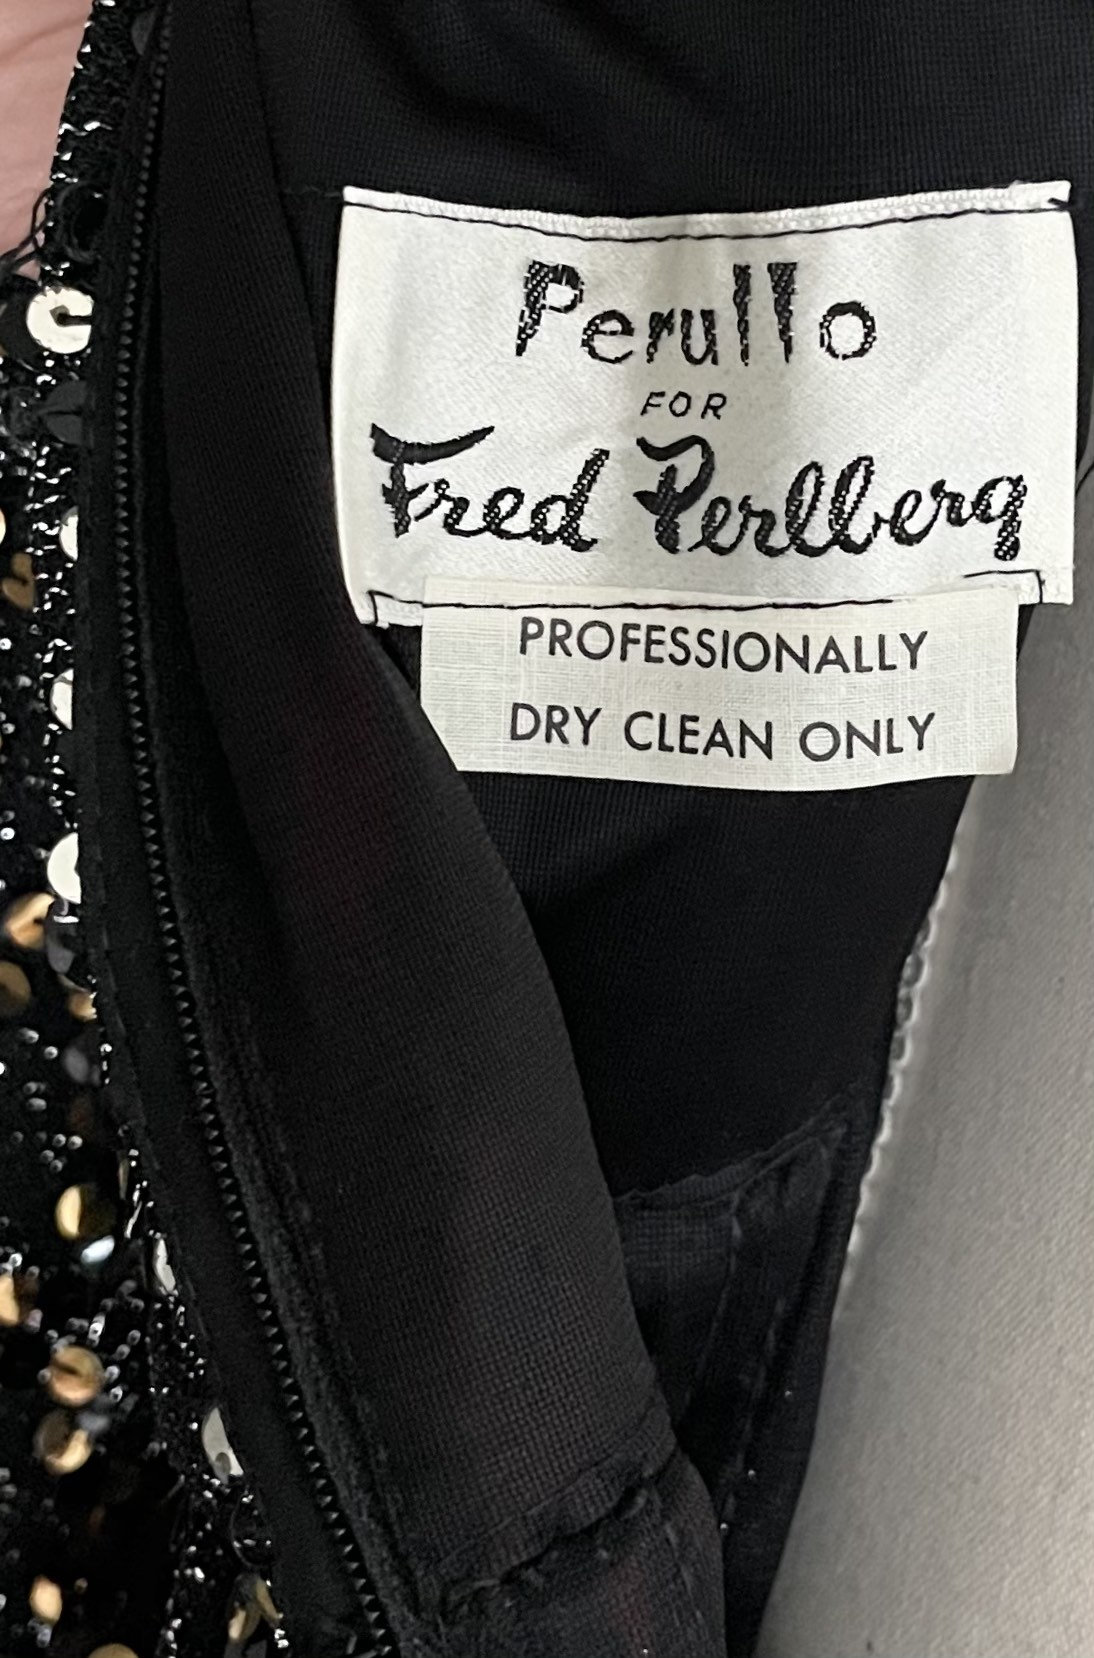 Perullo
FOR
Fred Perlberg
PROFESSIONALLY
DRY CLEAN ONLY